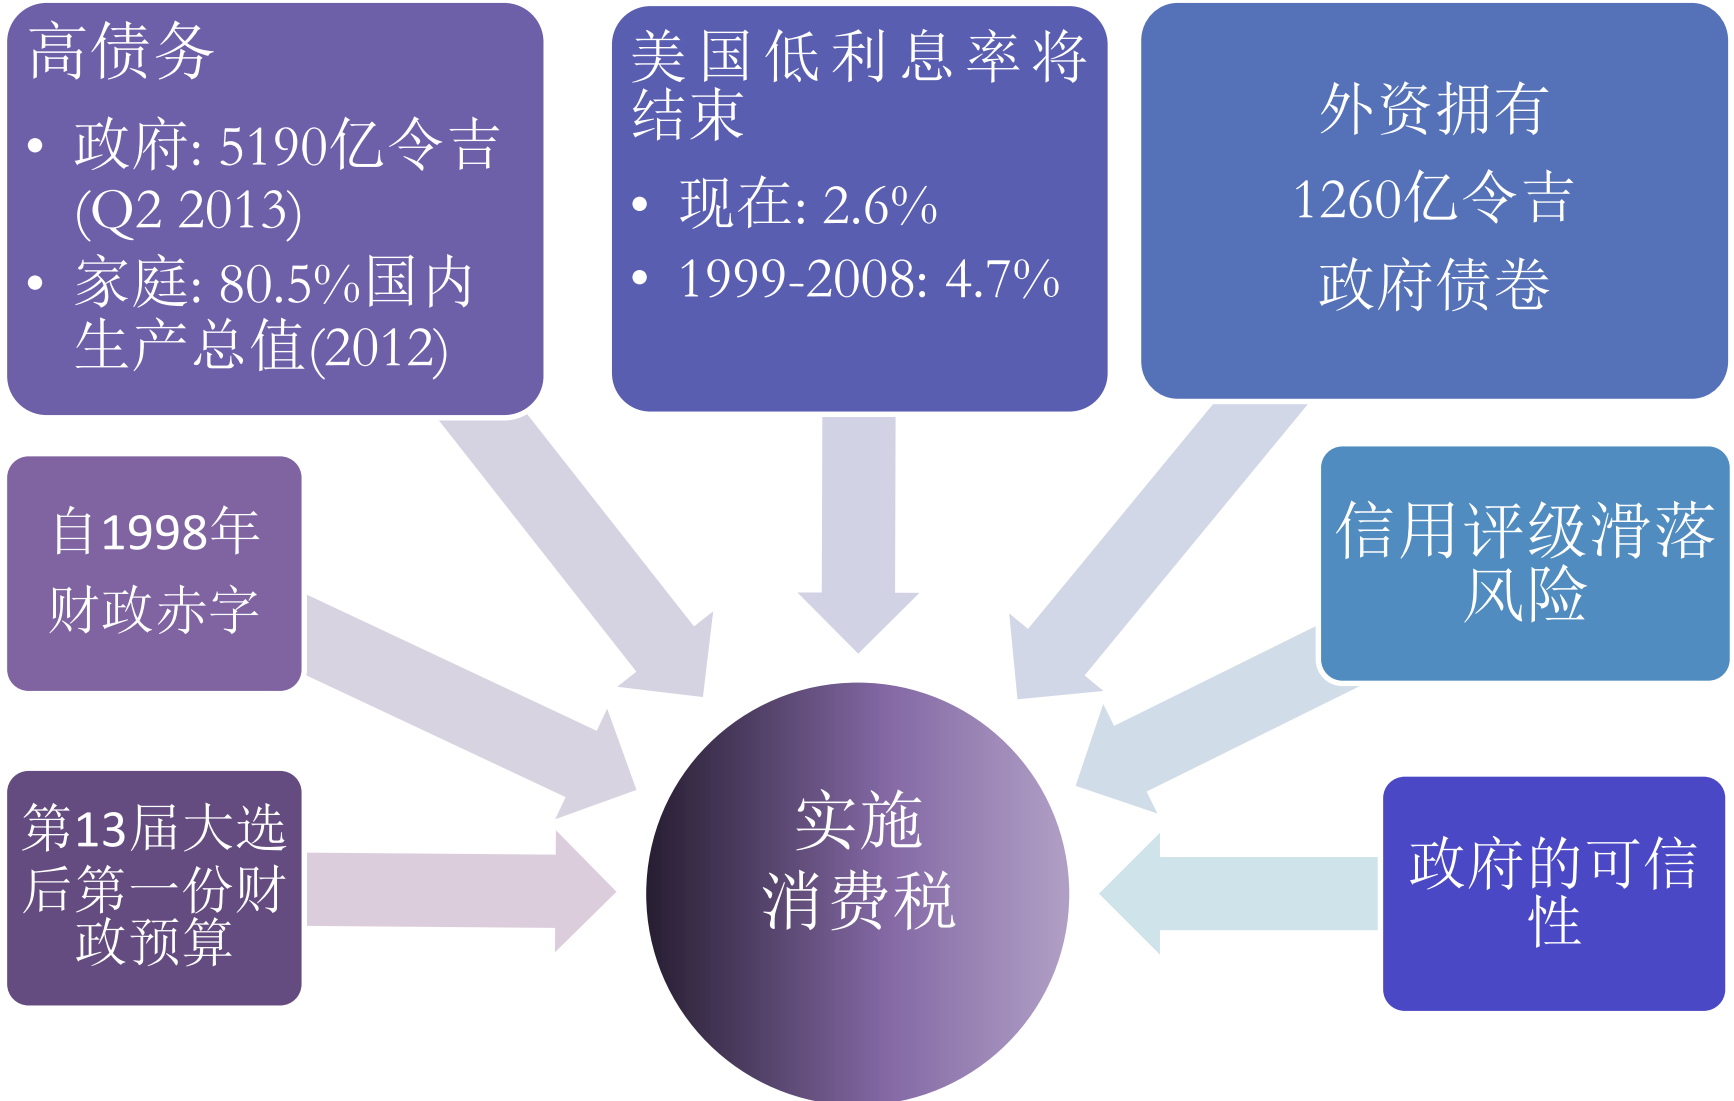 高债务
• 政府: 5190亿令吉
(Q2 2013)
• 家庭: 80.5%国内
生产总值(2012)
美国低利息率将
结束
• 现在: 2.6%
• 1999-2008: 4.7%
外资拥有
1260亿令吉
政府债卷
自1998年
财政赤字
信用评级滑落
风险
第13届大选
后第一份财
政预算
实施
消费税
政府的可信
性